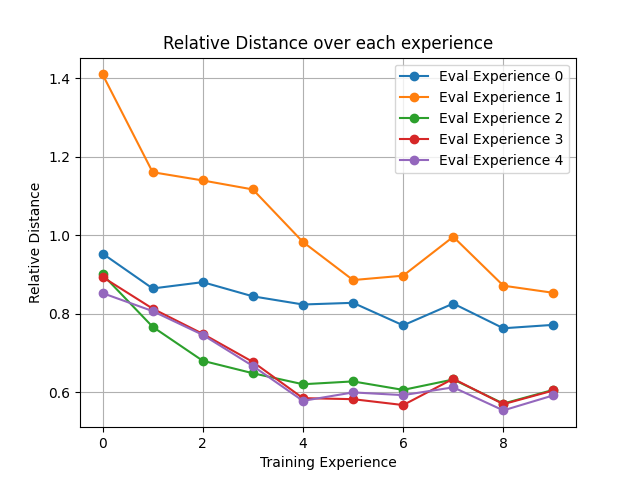 Relative Distance over each experience
Eval Experience 0
Eval Experience 1
Eval Experience 2
Eval Experience 3
Eval Experience 4
1.4
1.2
1.0
0.8
0.6
Relative Distance
0 2 4 6 8
Training Experience